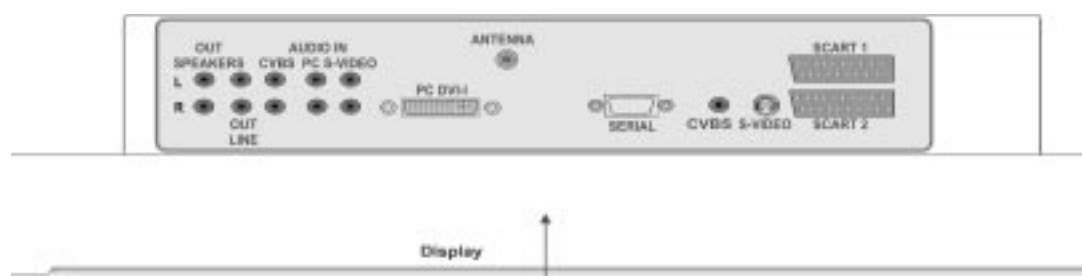 OUT
SPEAKERS
AUDIO IN
CVBS PC S-VIDEO
L
R
OUT
LINE
ANTENNA
PC DVI-I
SERIAL
CVBS S-VIDEO
SCART 1
SCART 2
Display